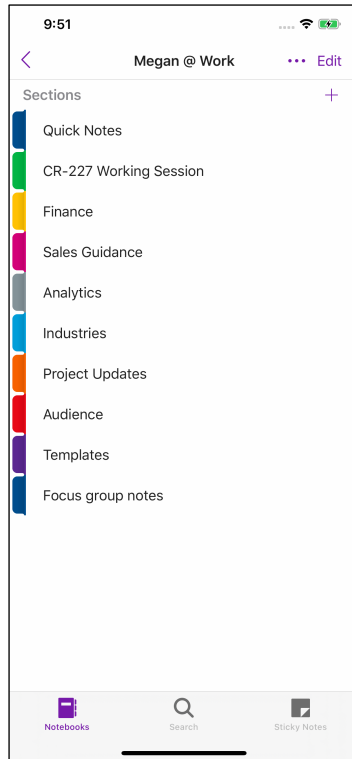 9:51
Megan @ Work
Edit
Sections
Quick Notes
CR-227 Working Session
Finance
Sales Guidance
Analytics
Industries
Project Updates
Audience
Templates
Focus group notes
Notebooks
Search
Sticky Notes